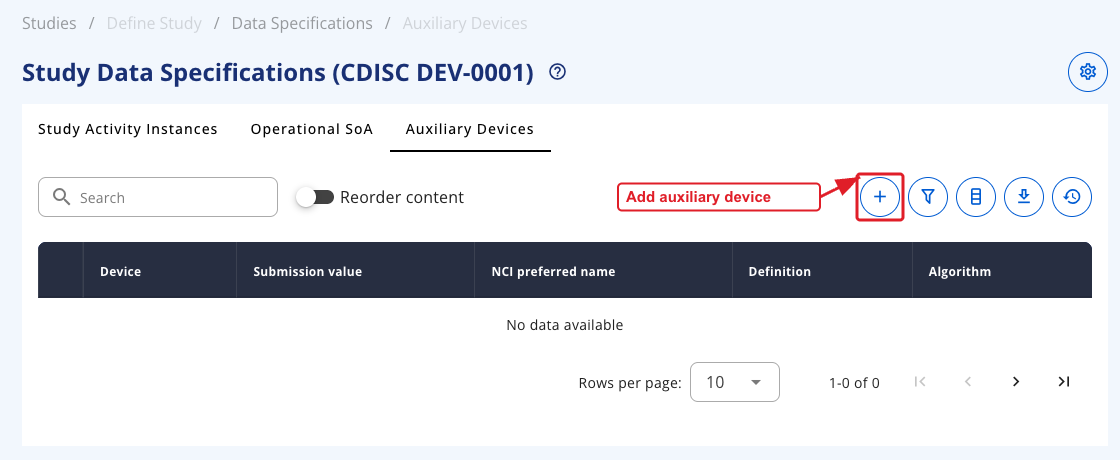 Studies / Define Study / Data Specifications / Auxiliary Devices
Study Data Specifications (CDISC DEV-0001)
Study Activity Instances Operational SoA Auxiliary Devices
Search Reorder content Add auxiliary device
Device Submission value NCI preferred name Definition Algorithm
No data available
Rows per page: 10 1-0 of 0